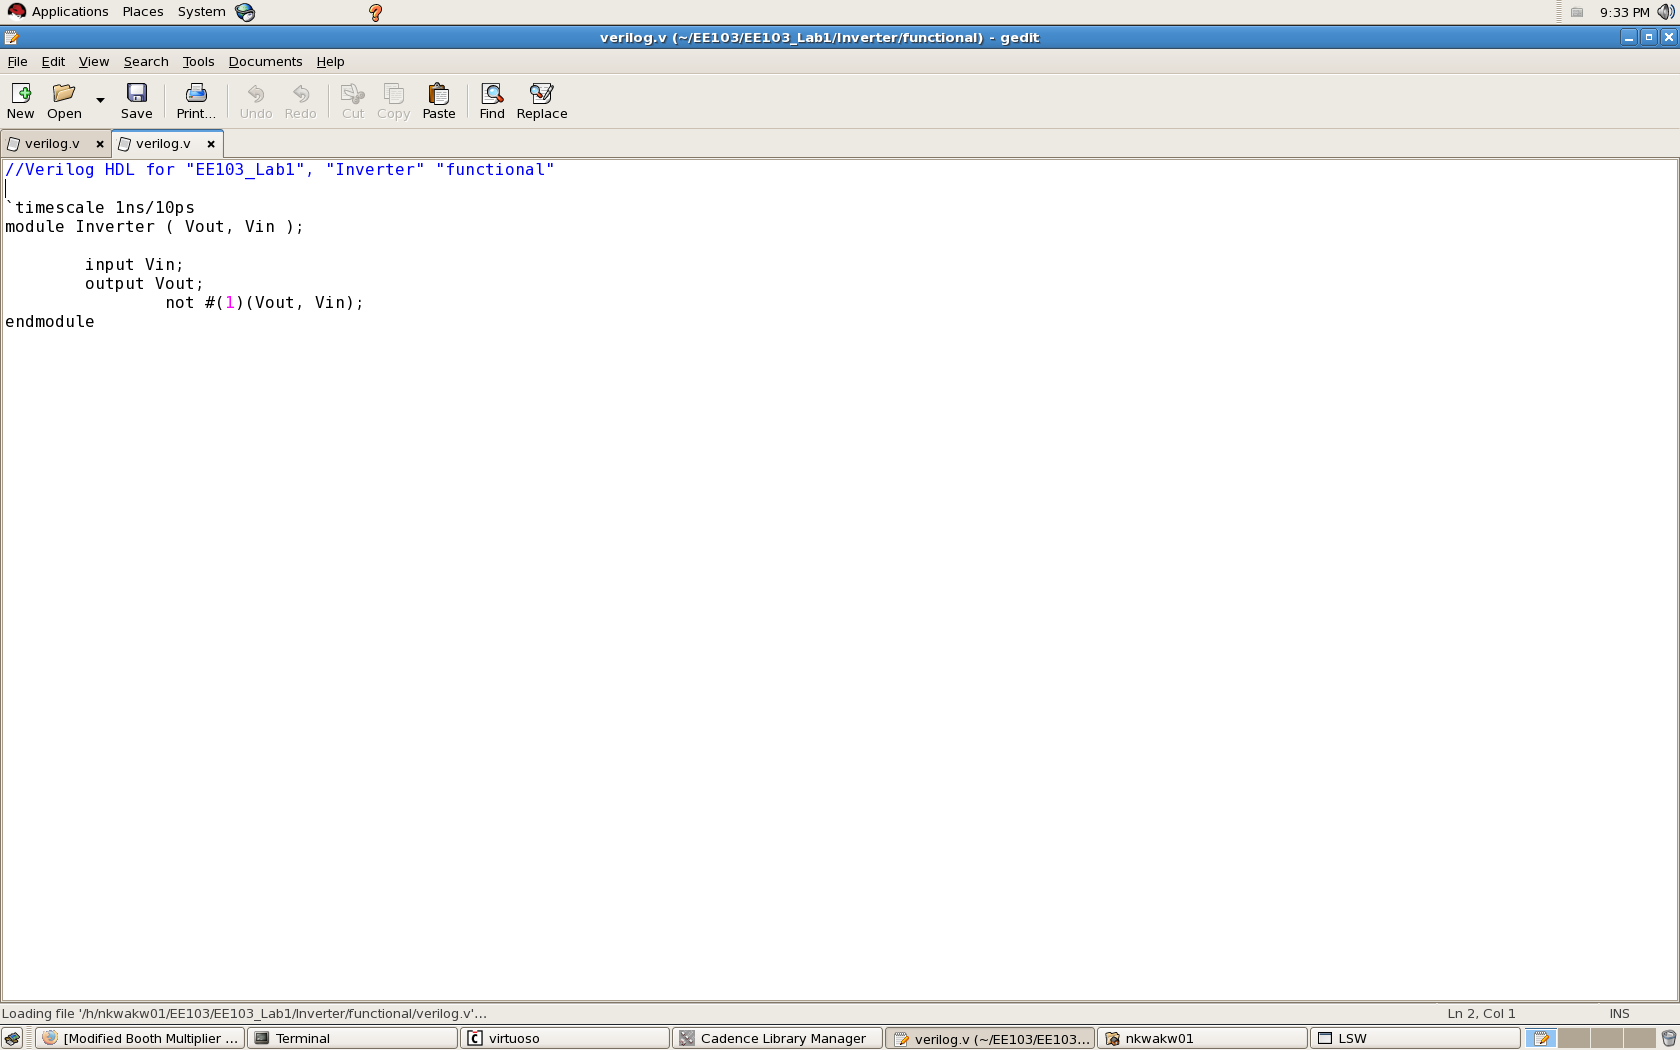 Applications Places System 9:33 PM
verilog.v (~/EE103/EE103_Lab1/Inverter/functional) - gedit
File Edit View Search Tools Documents Help
New Open Save Print... Undo Redo Cut Copy Paste Find Replace
verilog.v verilog.v
//Verilog HDL for "EE103_Lab1", "Inverter" "functional"
`timescale 1ns/10ps
module Inverter ( Vout, Vin );
input Vin;
output Vout;
not #(1)(Vout, Vin);
endmodule
Loading file '/h/nkwakw01/EE103/EE103_Lab1/Inverter/functional/verilog.v'... Ln 2, Col 1 INS
[Modified Booth Multiplier ... Terminal virtuoso Cadence Library Manager verilog.v (~/EE103/EE103... nkwakw01 LSW